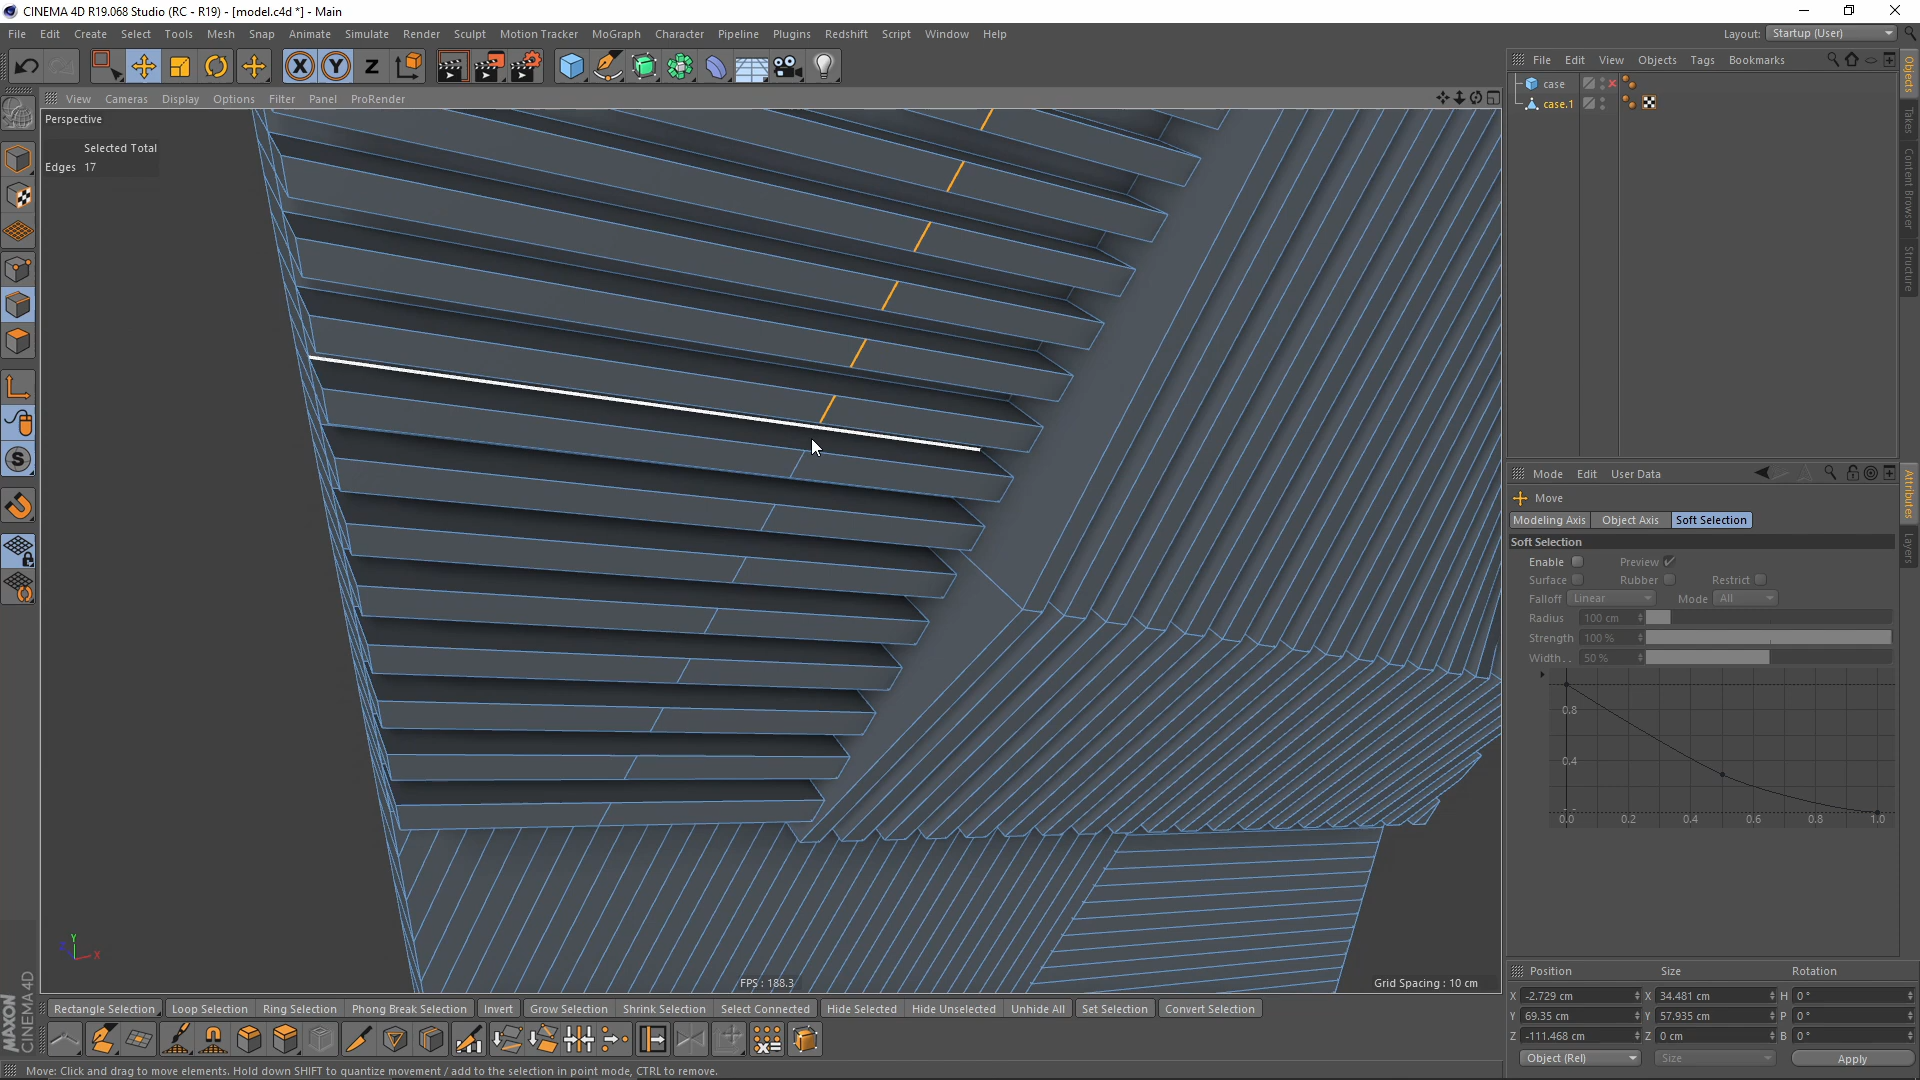 CINEMA 4D R19.068 Studio (RC - R19) - [model.c4d *] - Main
File Edit Create Select Tools Mesh Snap Animate Simulate Render Sculpt Motion Tracker MoGraph Character Pipeline Plugins Redshift Script Window Help
Layout: Startup (User)
File Edit View Objects Tags Bookmarks
case
case.1
View Cameras Display Options Filter Panel ProRender
Perspective
Selected Total
Edges 17
Objects
Takes
Content Browser
Structure
Mode Edit User Data
Move
Modeling Axis Object Axis Soft Selection
Soft Selection
Enable Preview
Surface Rubber Restrict
Falloff Linear Mode All
Radius 100 cm
Strength 100 %
Width . . 50 %
0.8
0.4
0.0 0.2 0.4 0.6 0.8 1.0
Attributes
Layers
Y
Z X
FPS : 188.3
Grid Spacing : 10 cm
Position Size Rotation
X -2.729 cm X 34.481 cm H 0 °
Y 69.35 cm Y 57.935 cm P 0 °
Z -111.468 cm Z 0 cm B 0 °
Object (Rel) Size Apply
Rectangle Selection Loop Selection Ring Selection Phong Break Selection Invert Grow Selection Shrink Selection Select Connected Hide Selected Hide Unselected Unhide All Set Selection Convert Selection
MAXON
CINEMA 4D
Move: Click and drag to move elements. Hold down SHIFT to quantize movement / add to the selection in point mode, CTRL to remove.